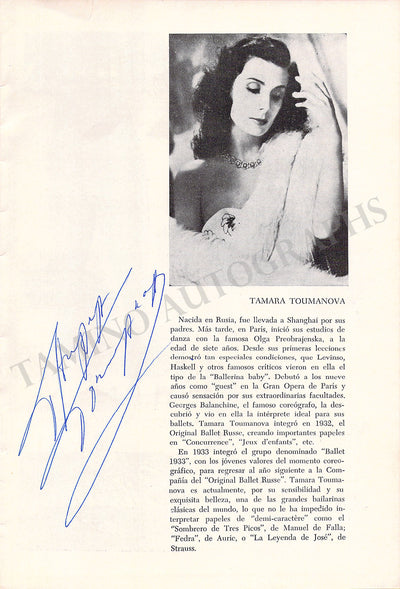 TAMINO AUTOGRAPHS
TAMARA TOUMANOVA
Nacida en Rusia, fue llevada a Shanghai por sus
padres. Más tarde, en Paris, inició sus estudios de
danza con la famosa Olga Preobrajenska, a la
edad de siete años. Desde sus primeras lecciones
demostró tan especiales condiciones, que Levinso,
Haskell y otros famosos críticos vieron en ella el
tipo de la "Ballerina baby". Debutó a los nueve
años como "guest" en la Gran Opera de Paris y
causó sensación por sus extraordinarias facultades.
Georges Balanchine, el famoso coreógrafo, la des-
cubrió y vio en ella la intérprete ideal para sus
ballets. Tamara Toumanova integró en 1932, el
Original Ballet Russe, creando importantes papeles
en "Concurrence", "Jeux d'enfants", etc.
En 1933 integró el grupo denominado "Ballet
1933", con los jóvenes valores del momento coreo-
gráfico, para regresar al año siguiente a la Com-
pañía del "Original Ballet Russe". Tamara Touma-
nova es actualmente, por su sensibilidad y su
exquisita belleza, una de las grandes bailarinas
clásicas del mundo, lo que no le ha impedido in-
terpretar papeles de "demi-caractère" como el
"Sombrero de Tres Picos", de Manuel de Falla;
"Fedra", de Auric, o "La Leyenda de José", de
Strauss.